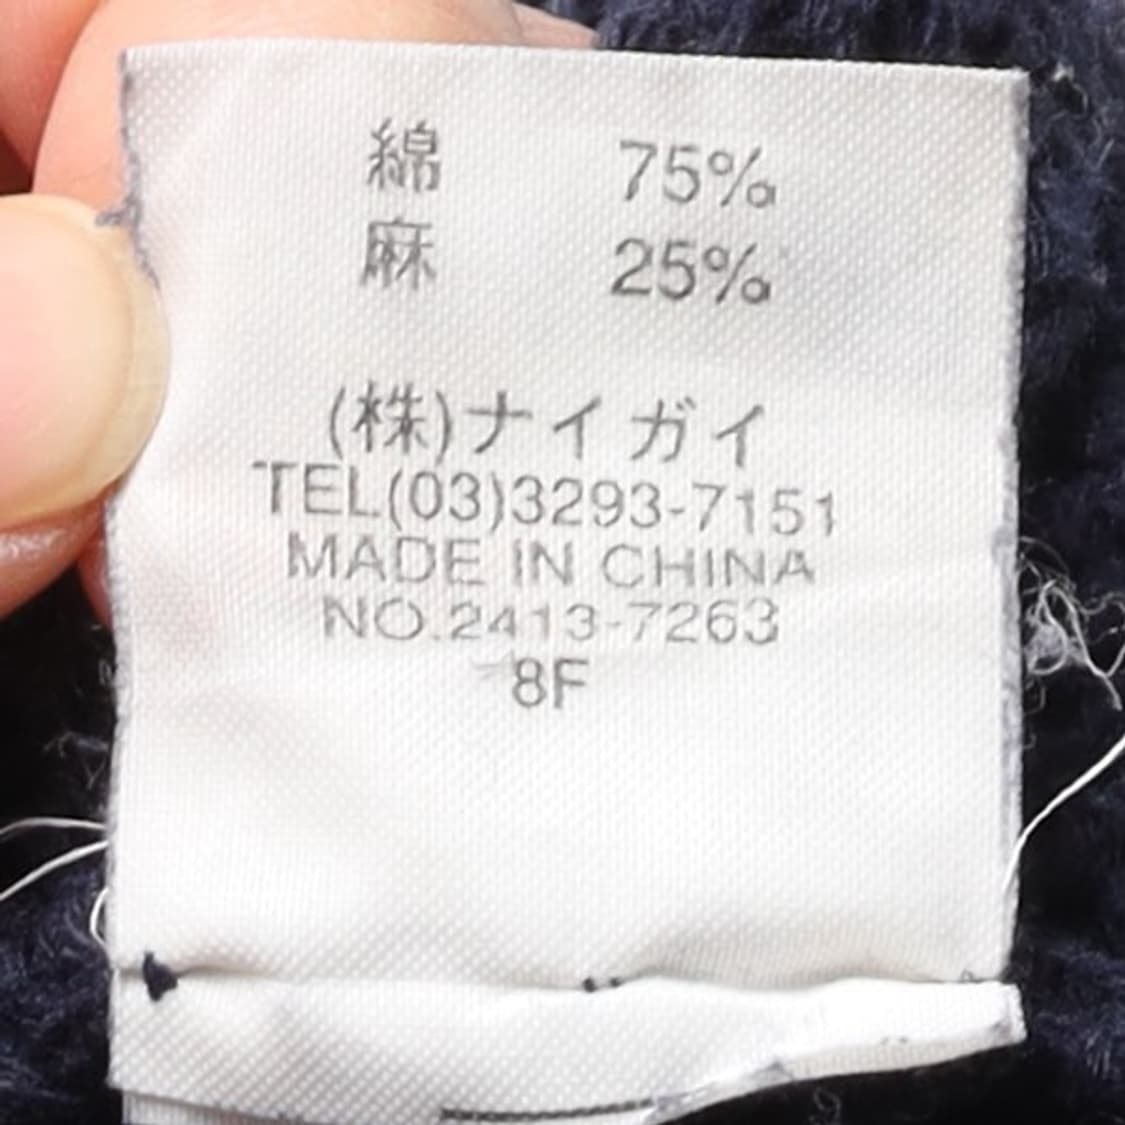 綿 75%
麻 25%
(株)ナイガイ
TEL(03)3293-7151
MADE IN CHINA
NO.2413-7263
8F